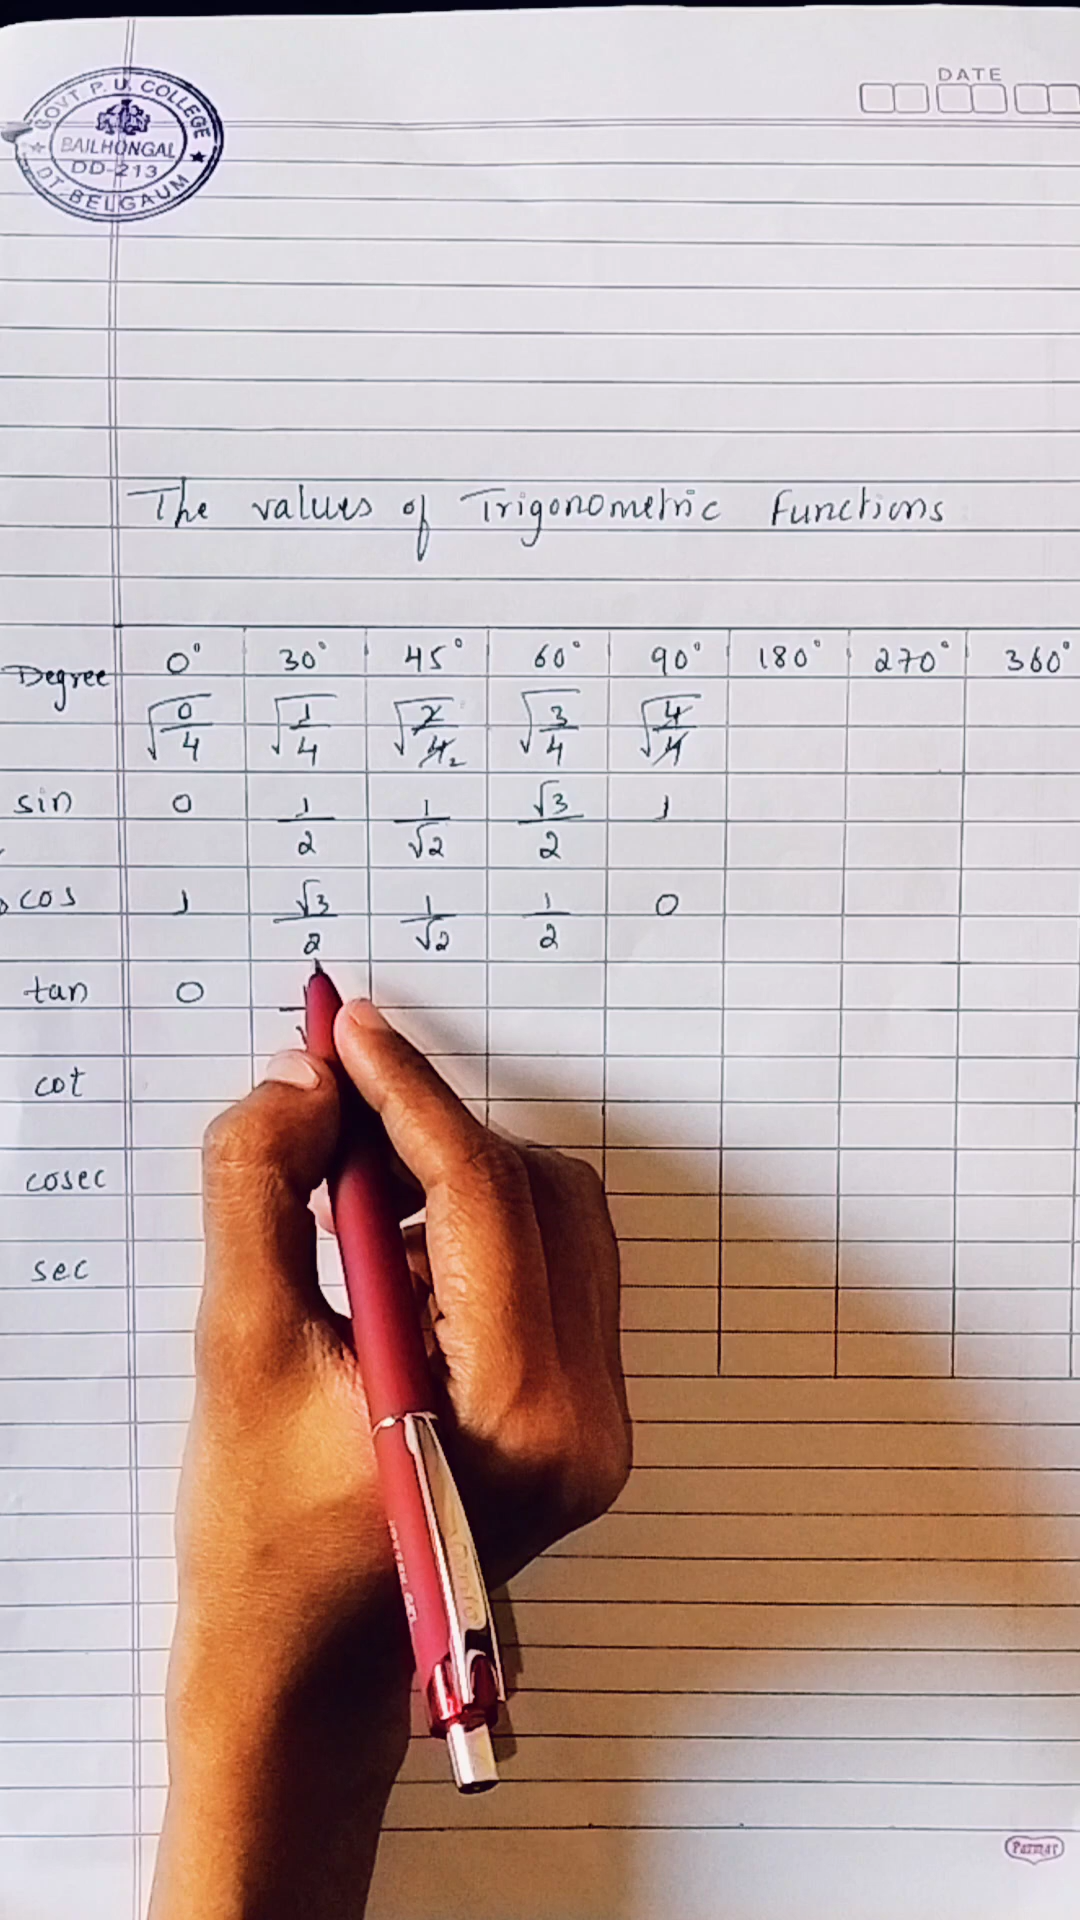 GOVT P. U. COLLEGE
BAILHONGAL
DD-213
DT. BELGAUM
DATE
The values of Trigonometric Functions
Degree 0° 30° 45° 60° 90° 180° 270° 360°
√0/4 √1/4 √2/4 2 √3/4 √4/4
sin 0 1/2 1/√2 √3/2 1
cos 1 √3/2 1/√2 1/2 0
tan 0
cot
cosec
sec
Parmar